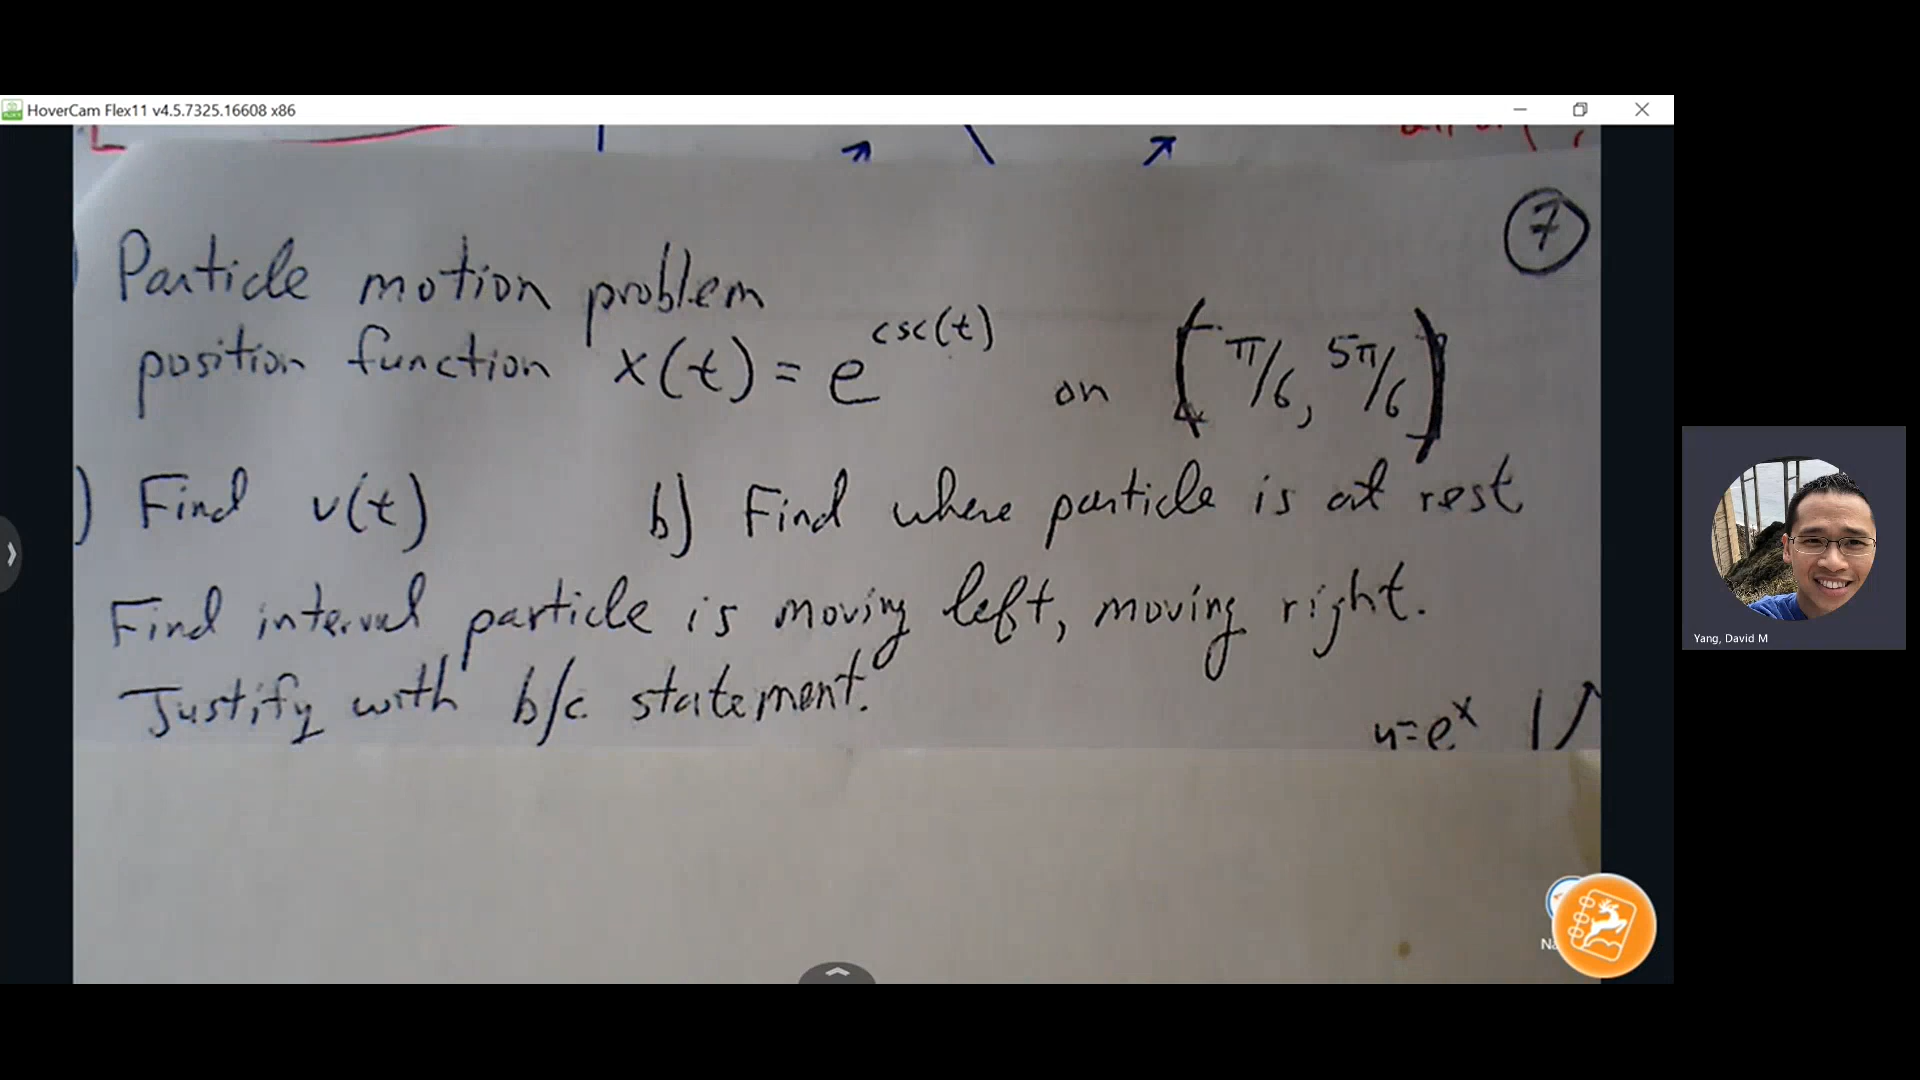 HoverCam Flex11 v4.5.7325.16608 x86
7
Particle motion problem
position function x(t) = e^csc(t) on (π/6, 5π/6)
) Find v(t) b) Find where particle is at rest
Find interval particle is moving left, moving right.
Justify with b/c statement.
y=e^x
Yang, David M